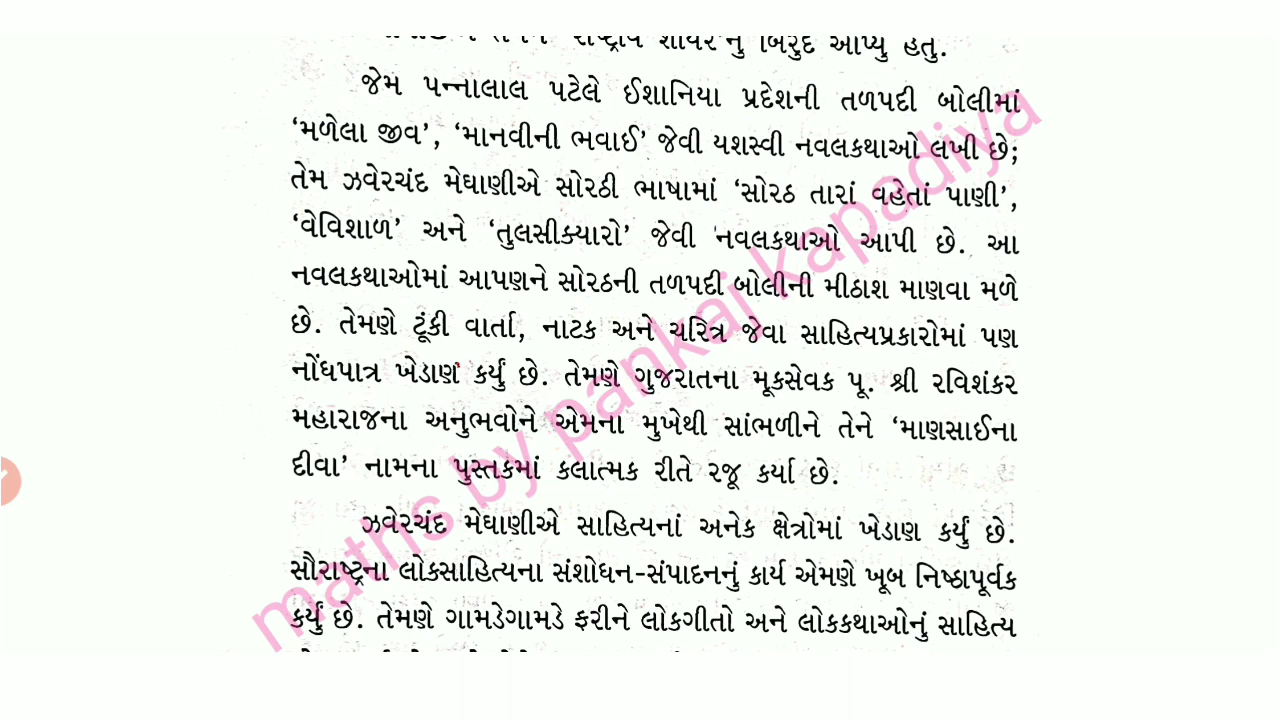 'રાષ્ટ્રીય શાયર'નું બિરુદ આપ્યું હતું.
જેમ પન્નાલાલ પટેલે ઈશાનિયા પ્રદેશની તળપદી બોલીમાં
‘મળેલા જીવ’, ‘માનવીની ભવાઈ’ જેવી યશસ્વી નવલકથાઓ લખી છે;
તેમ ઝવેરચંદ મેઘાણીએ સોરઠી ભાષામાં ‘સોરઠ તારાં વહેતાં પાણી’,
‘વેવિશાળ’ અને ‘તુલસીક્યારો’ જેવી નવલકથાઓ આપી છે. આ
નવલકથાઓમાં આપણને સોરઠની તળપદી બોલીની મીઠાશ માણવા મળે
છે. તેમણે ટૂંકી વાર્તા, નાટક અને ચરિત્ર જેવા સાહિત્યપ્રકારોમાં પણ
નોંધપાત્ર ખેડાણ કર્યું છે. તેમણે ગુજરાતના મૂકસેવક પૂ. શ્રી રવિશંકર
મહારાજના અનુભવોને એમના મુખેથી સાંભળીને તેને ‘માણસાઈના
દીવા’ નામના પુસ્તકમાં કલાત્મક રીતે રજૂ કર્યા છે.
ઝવેરચંદ મેઘાણીએ સાહિત્યનાં અનેક ક્ષેત્રોમાં ખેડાણ કર્યું છે.
સૌરાષ્ટ્રના લોકસાહિત્યના સંશોધન-સંપાદનનું કાર્ય એમણે ખૂબ નિષ્ઠાપૂર્વક
કર્યું છે. તેમણે ગામડેગામડે ફરીને લોકગીતો અને લોકકથાઓનું સાહિત્ય
maths by pankaj kapadiya